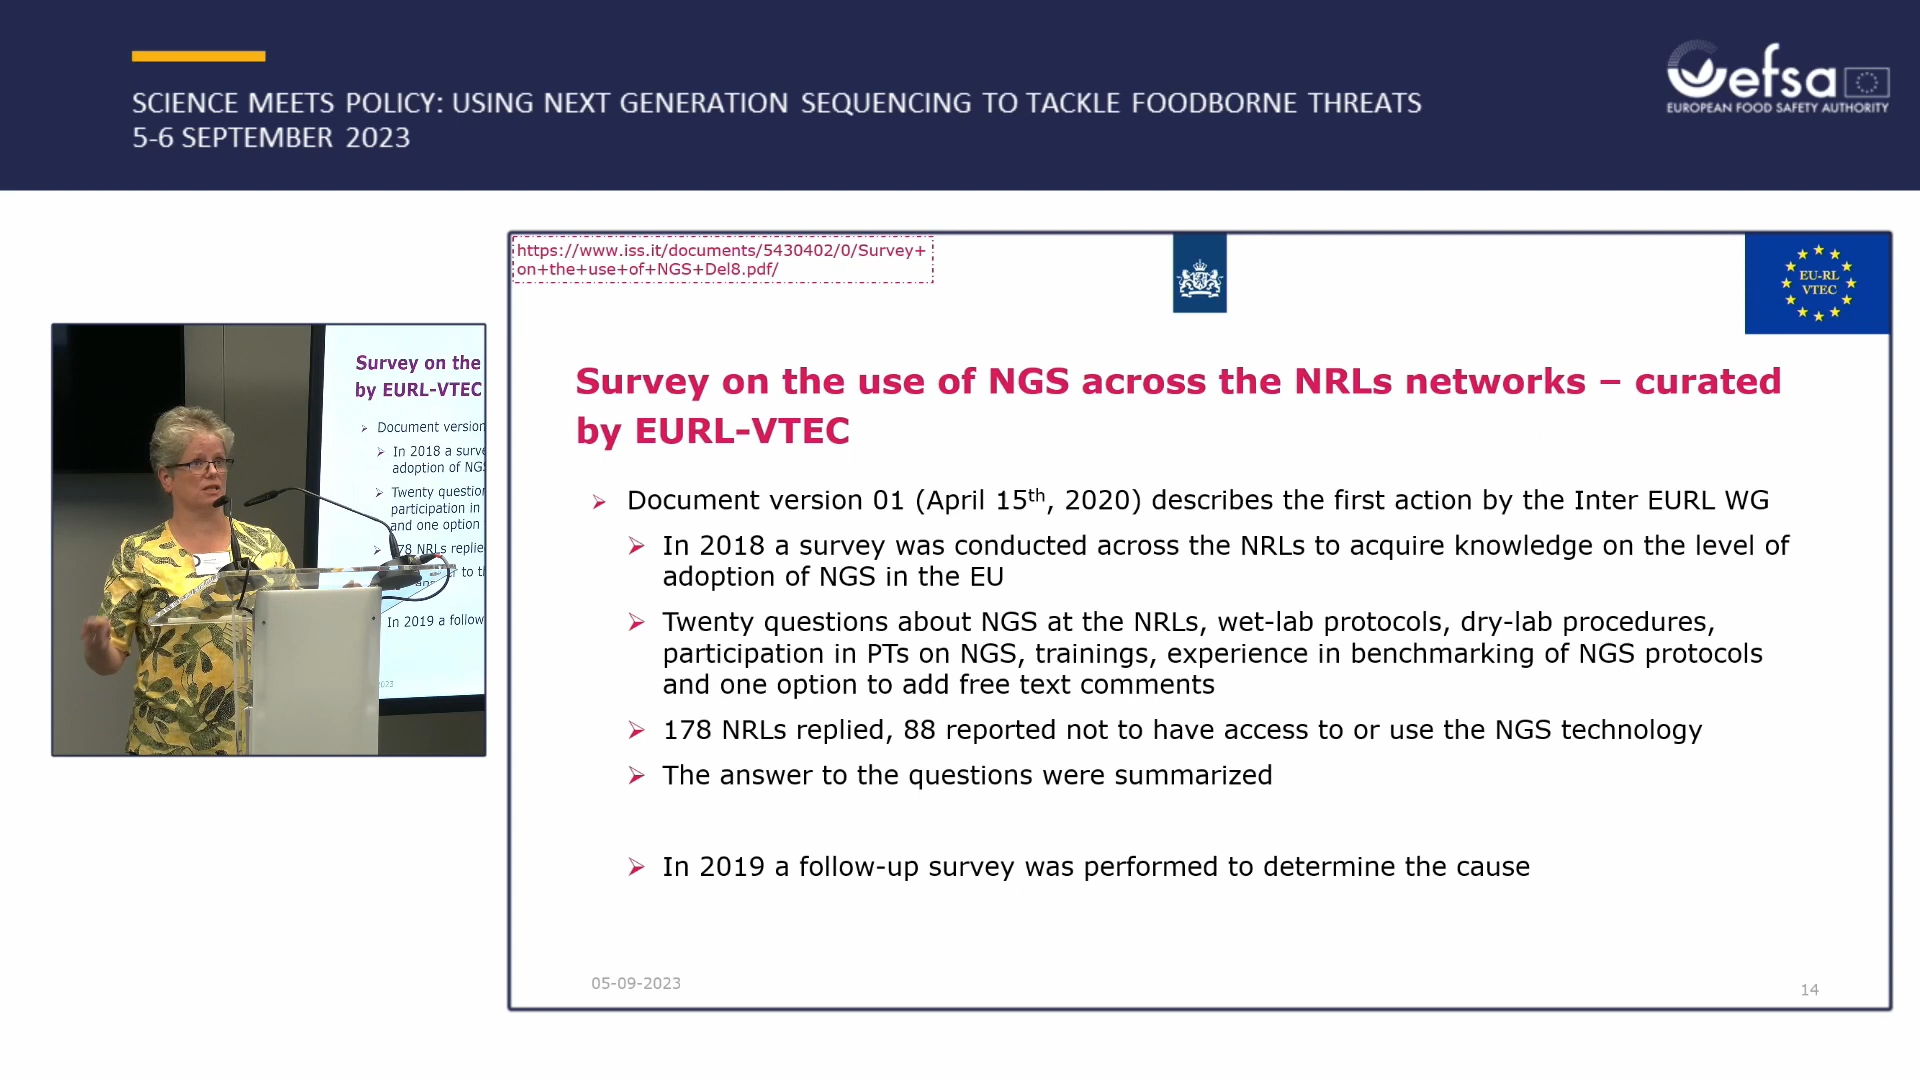 SCIENCE MEETS POLICY: USING NEXT GENERATION SEQUENCING TO TACKLE FOODBORNE THREATS
5-6 SEPTEMBER 2023
efsa
EUROPEAN FOOD SAFETY AUTHORITY
https://www.iss.it/documents/5430402/0/Survey+
on+the+use+of+NGS+Del8.pdf/
EU-RL
VTEC
Survey on the use of NGS across the NRLs networks – curated
by EURL-VTEC
➢ Document version 01 (April 15th, 2020) describes the first action by the Inter EURL WG
➢ In 2018 a survey was conducted across the NRLs to acquire knowledge on the level of
adoption of NGS in the EU
➢ Twenty questions about NGS at the NRLs, wet-lab protocols, dry-lab procedures,
participation in PTs on NGS, trainings, experience in benchmarking of NGS protocols
and one option to add free text comments
➢ 178 NRLs replied, 88 reported not to have access to or use the NGS technology
➢ The answer to the questions were summarized
➢ In 2019 a follow-up survey was performed to determine the cause
05-09-2023
14
Survey on the
by EURL-VTEC
➢ Document version
➢ In 2018 a surve
adoption of NG
➢ Twenty question
participation in
and one option
➢ 78 NRLs replie
to t
In 2019 a follow
2023